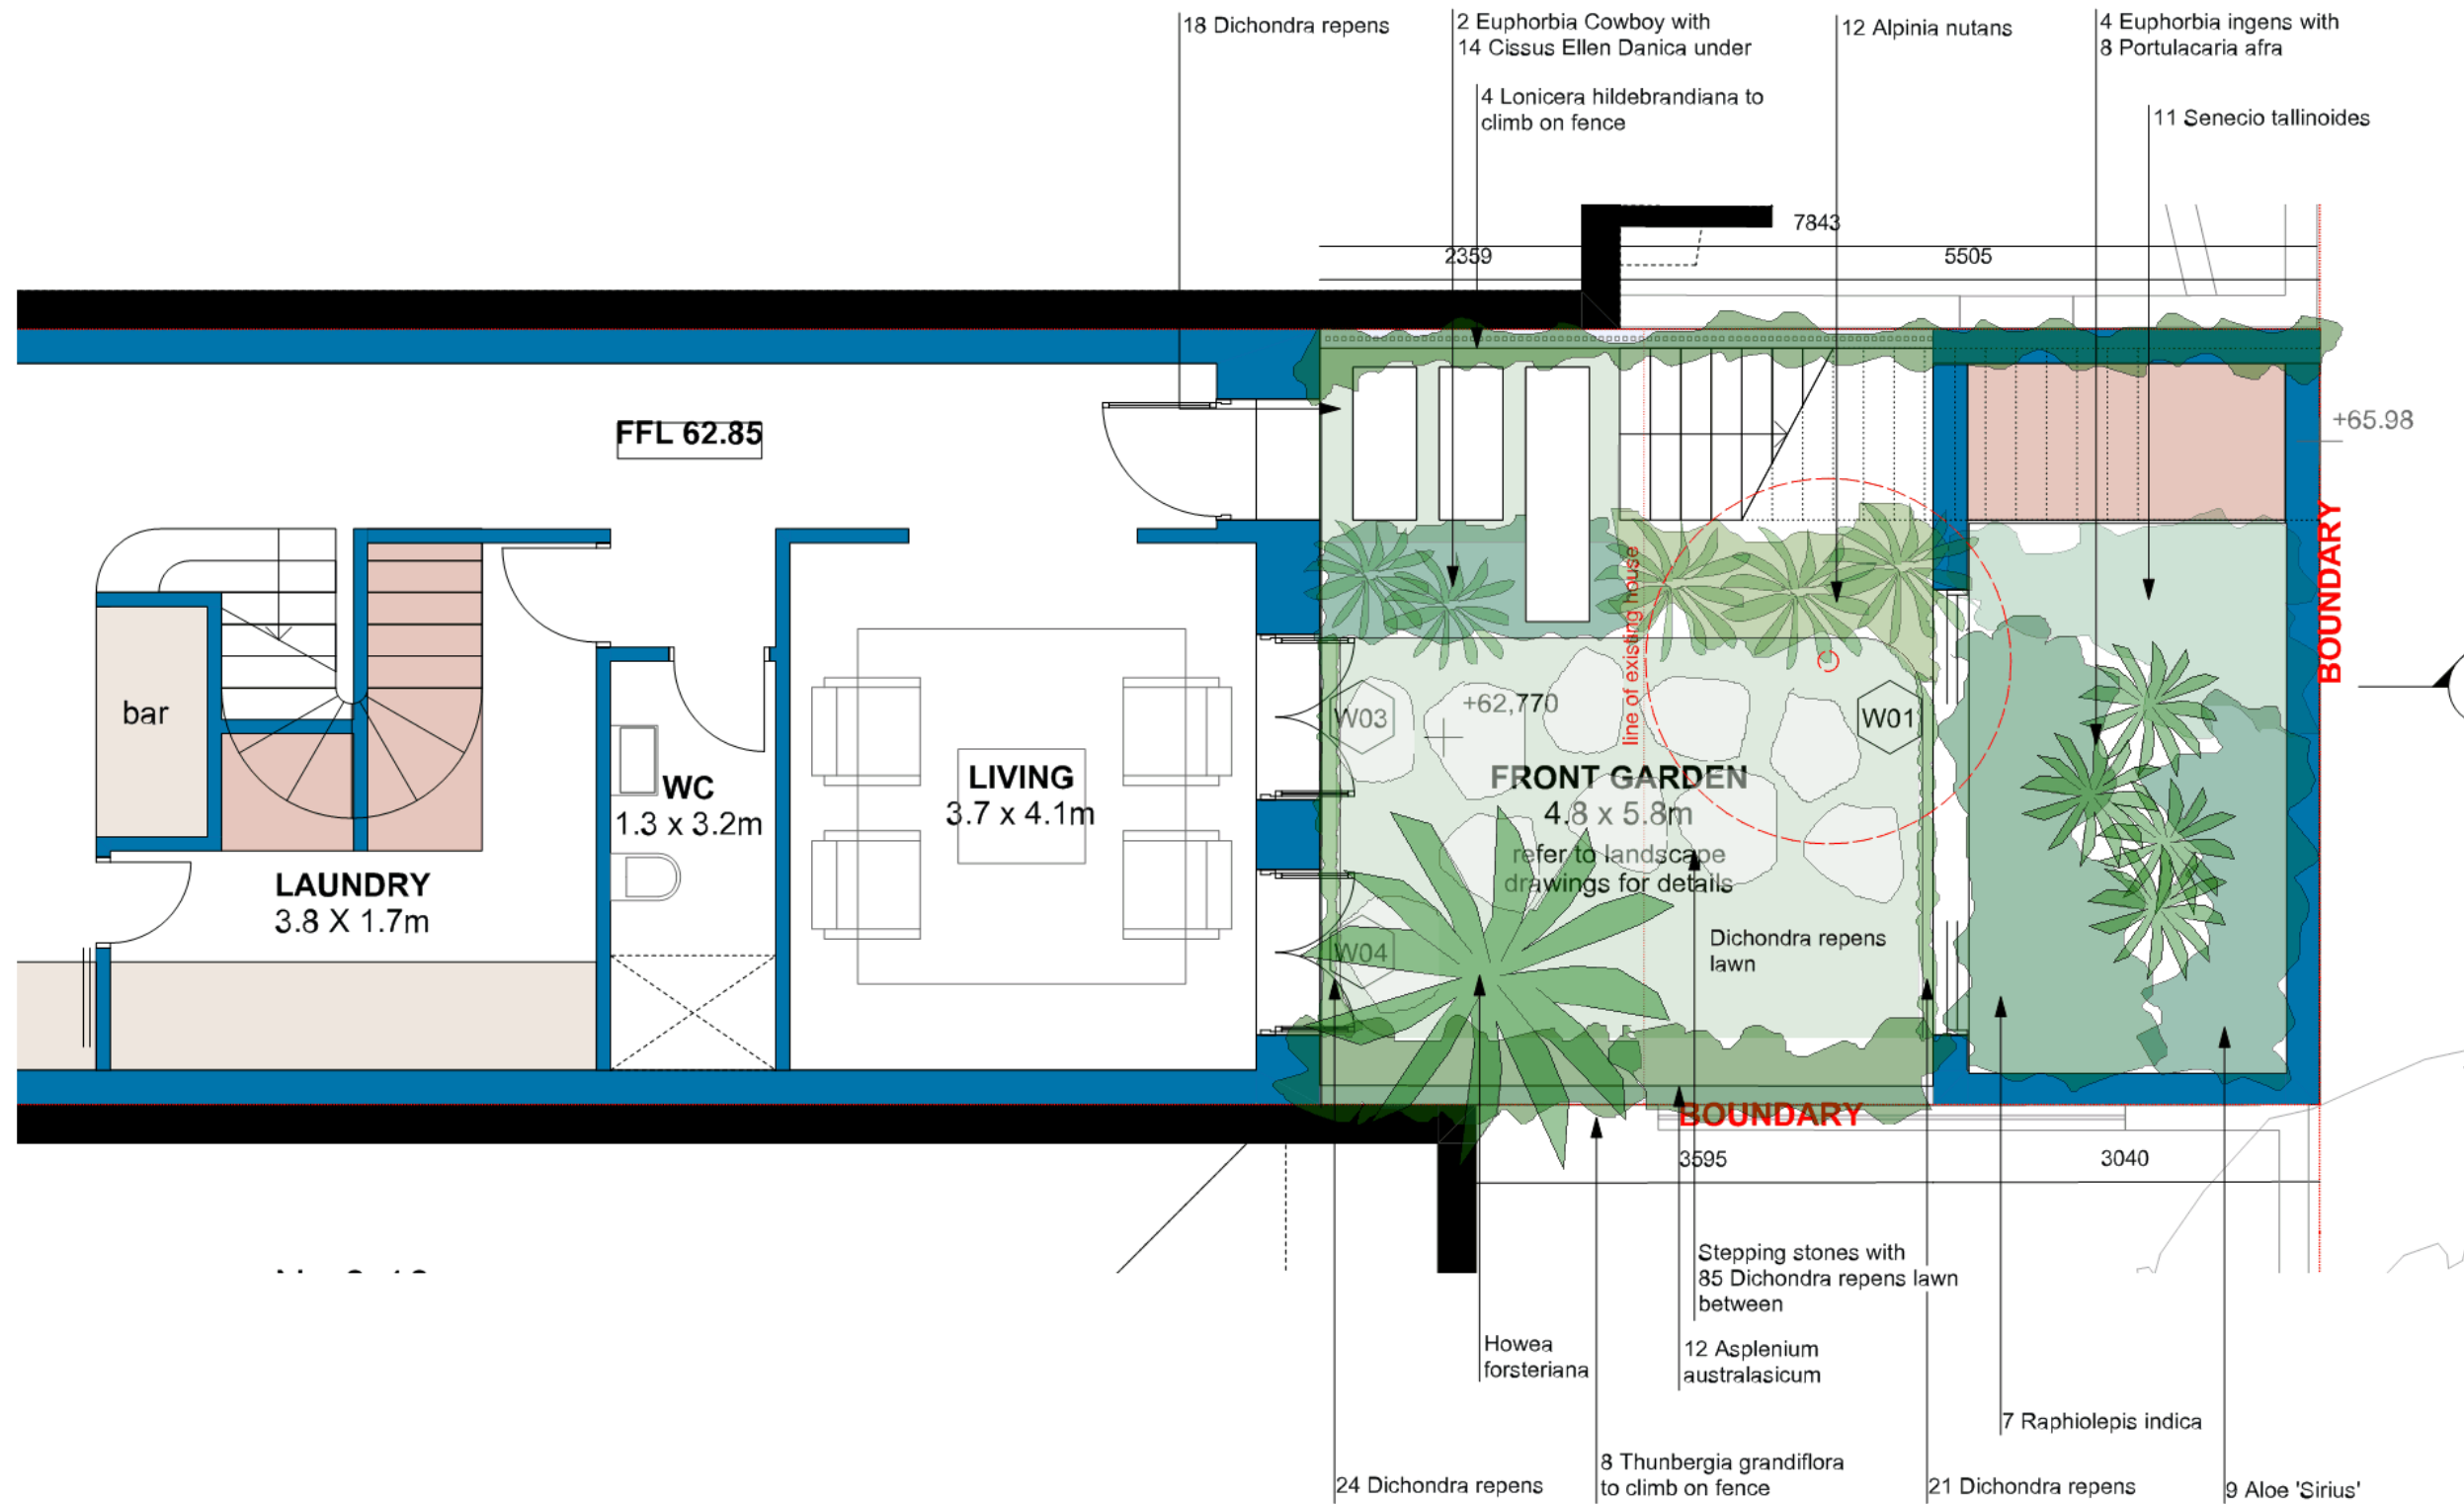 18 Dichondra repens
2 Euphorbia Cowboy with
14 Cissus Ellen Danica under
12 Alpinia nutans
4 Euphorbia ingens with
8 Portulacaria afra
4 Lonicera hildebrandiana to
climb on fence
11 Senecio tallinoides
7843
2359
5505
FFL 62.85
+65.98
BOUNDARY
line of existing house
bar
W03
+62,770
W01
WC
1.3 x 3.2m
LIVING
3.7 x 4.1m
FRONT GARDEN
4.8 x 5.8m
refer to landscape
drawings for details
LAUNDRY
3.8 X 1.7m
W04
Dichondra repens
lawn
BOUNDARY
3595
3040
Stepping stones with
85 Dichondra repens lawn
between
Howea
forsteriana
12 Asplenium
australasicum
7 Raphiolepis indica
8 Thunbergia grandiflora
to climb on fence
24 Dichondra repens
21 Dichondra repens
9 Aloe 'Sirius'